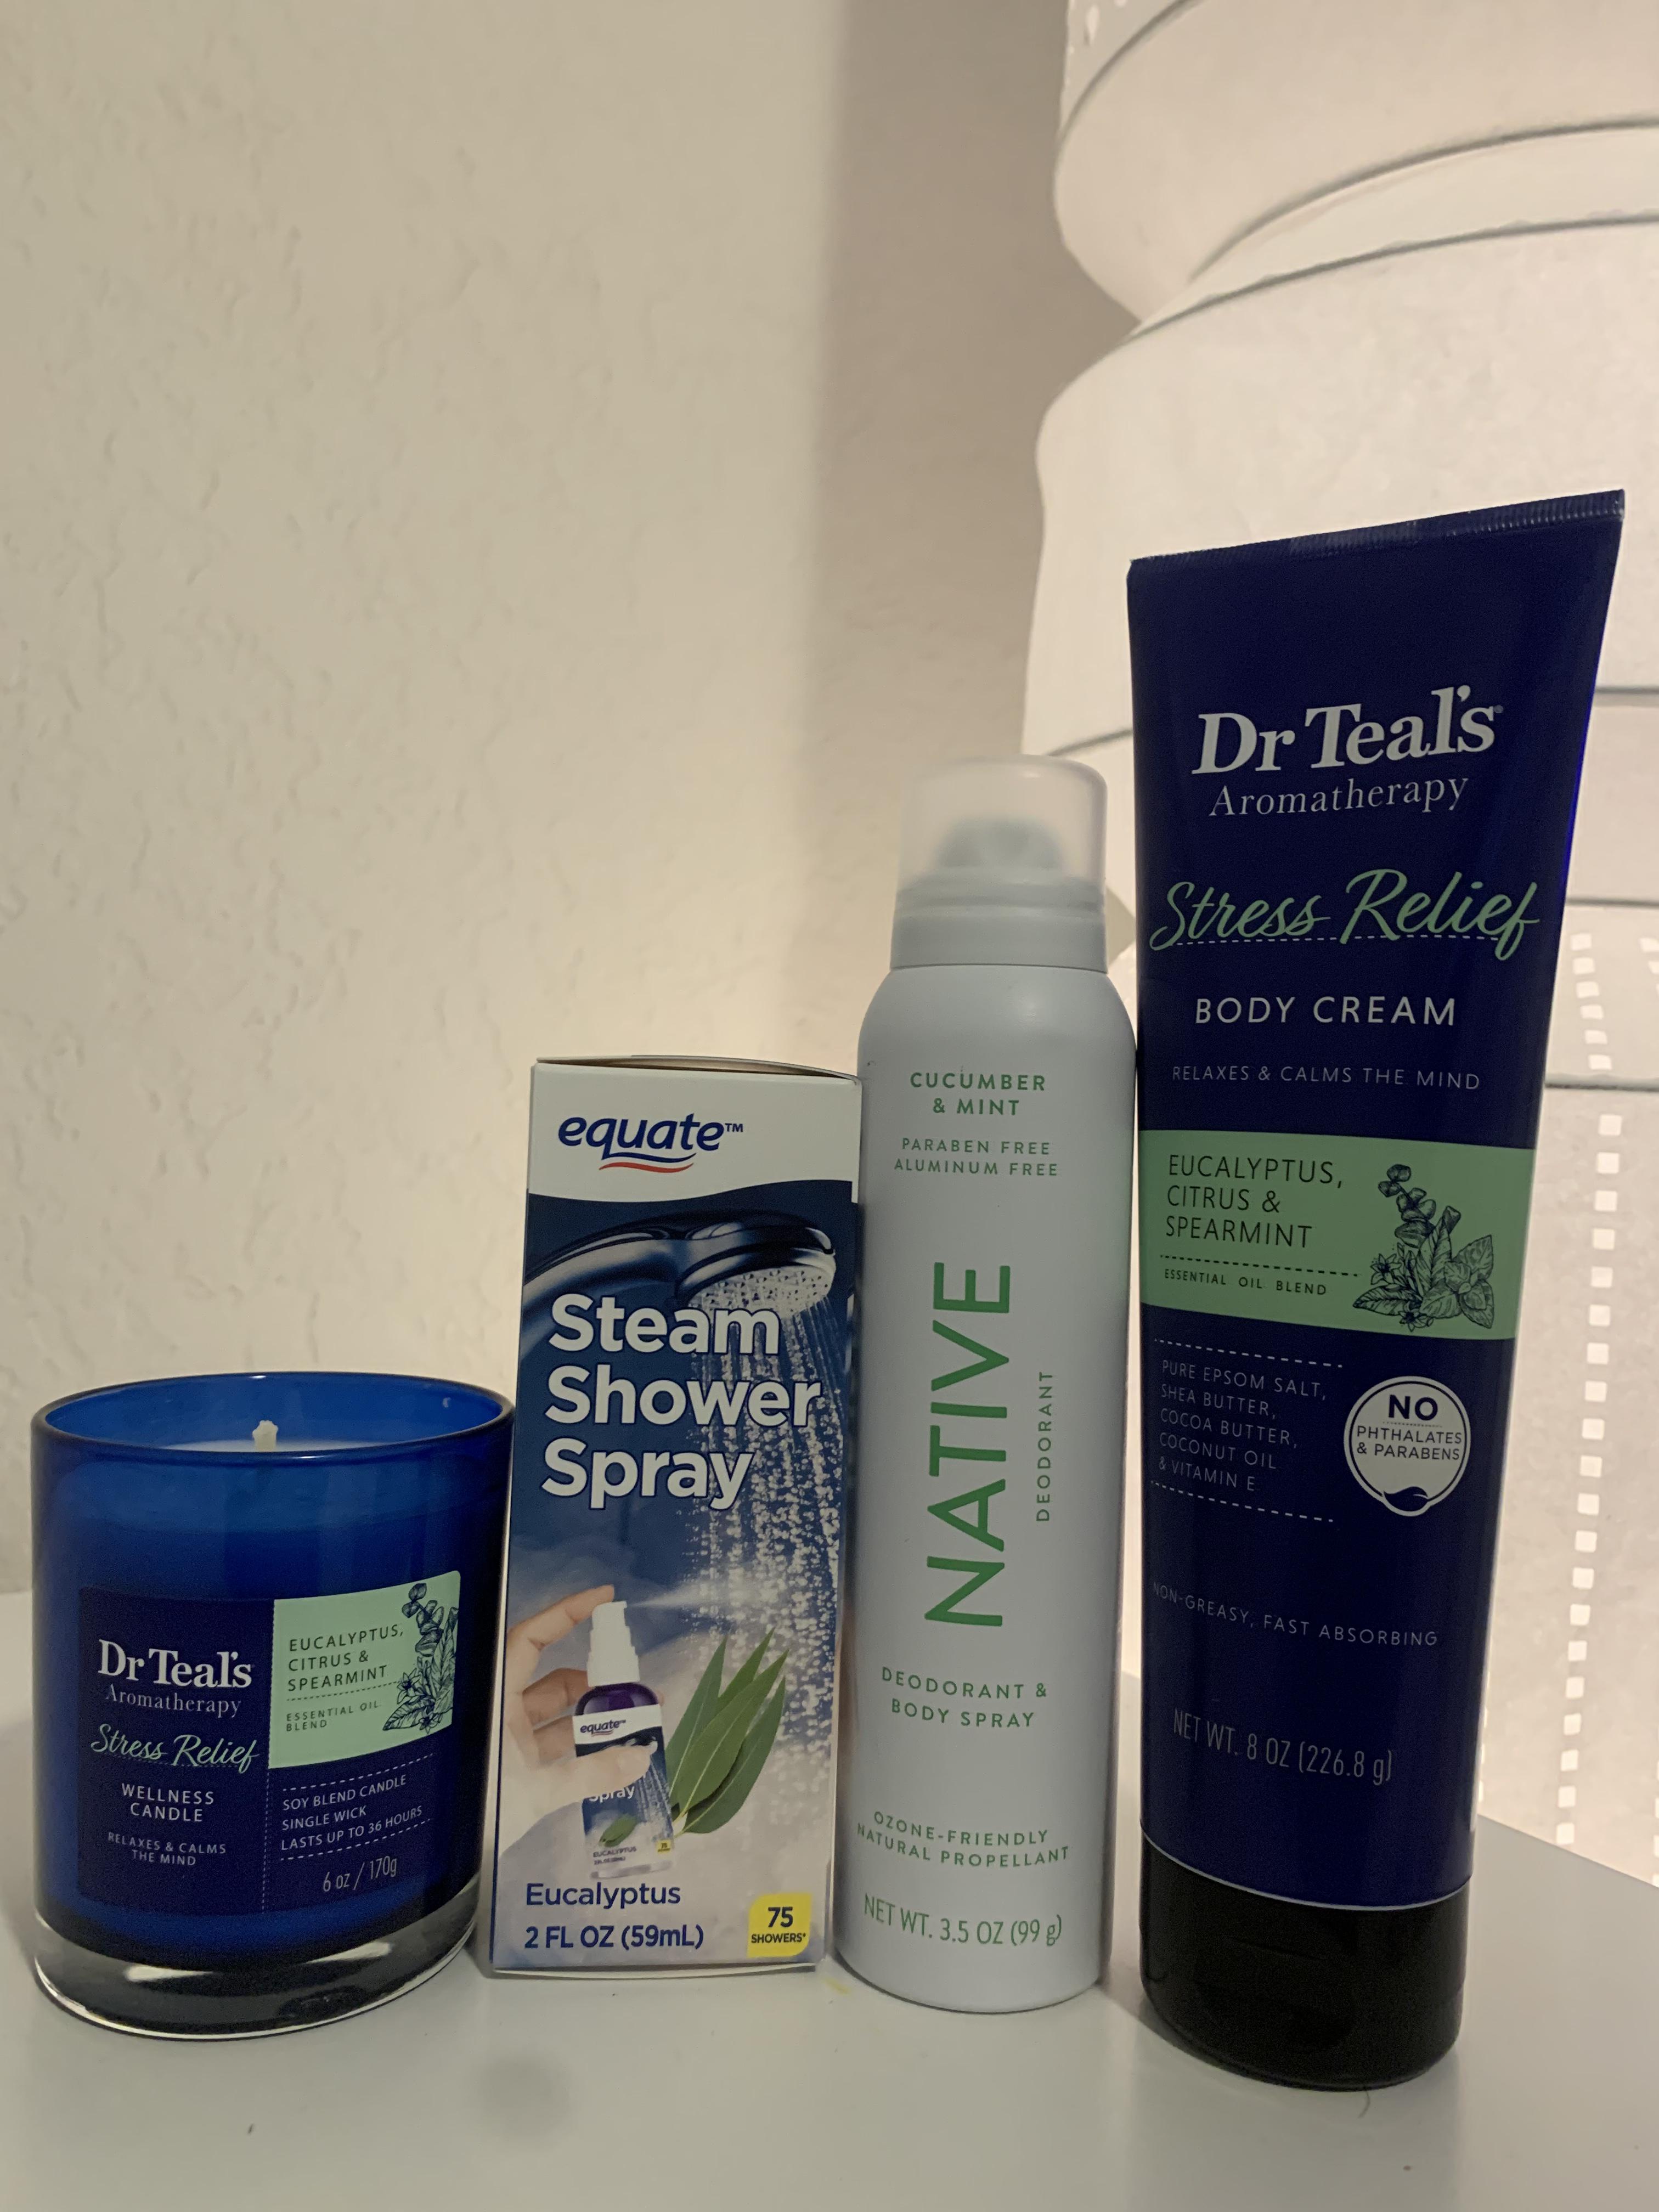 Dr Teal's
Aromatherapy
Stress Relief
WELLNESS
CANDLE
RELAXES & CALMS
THE MIND
EUCALYPTUS,
CITRUS &
SPEARMINT
ESSENTIAL OIL
BLEND
SOY BLEND CANDLE
SINGLE WICK
LASTS UP TO 36 HOURS
6 oz / 170g
equate™
Steam
Shower
Spray
equate™
Spray
EUCALYPTUS
Eucalyptus
2 FL OZ (59mL)
75
SHOWERS*
CUCUMBER
& MINT
PARABEN FREE
ALUMINUM FREE
NATIVE
DEODORANT
DEODORANT &
BODY SPRAY
OZONE-FRIENDLY
NATURAL PROPELLANT
NET WT. 3.5 OZ (99 g)
Dr Teal's®
Aromatherapy
Stress Relief
BODY CREAM
RELAXES & CALMS THE MIND
EUCALYPTUS,
CITRUS &
SPEARMINT
ESSENTIAL OIL BLEND
PURE EPSOM SALT,
SHEA BUTTER,
COCOA BUTTER,
COCONUT OIL
& VITAMIN E
NO
PHTHALATES
& PARABENS
NON-GREASY, FAST ABSORBING
NET WT. 8 OZ (226.8 g)